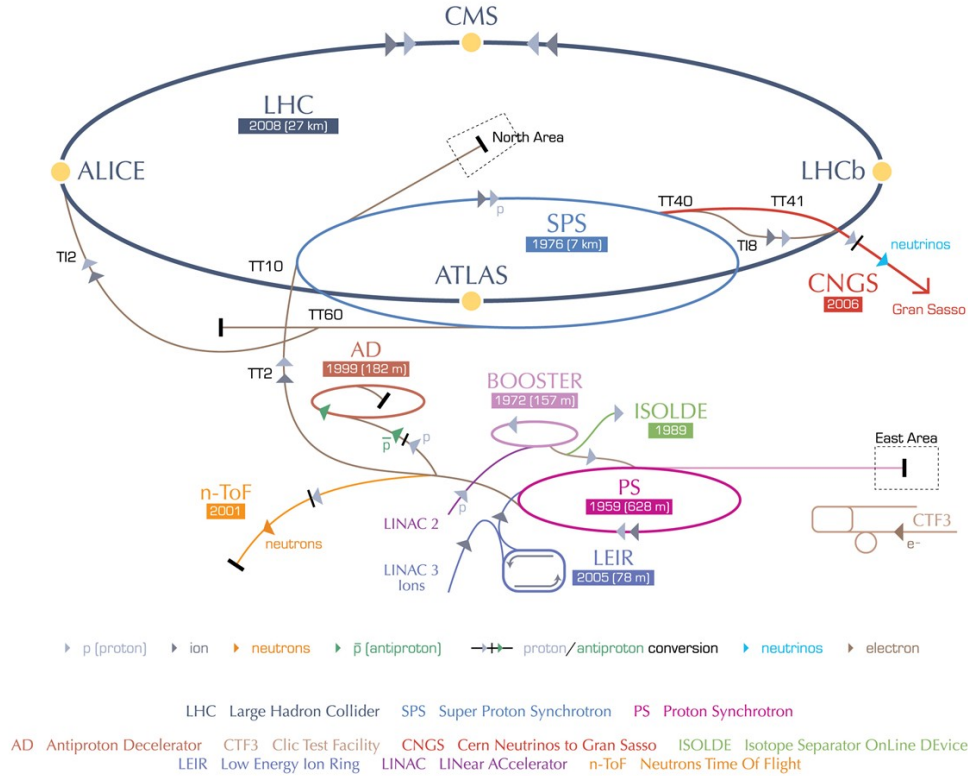 CMS
LHC
2008 (27 km)
North Area
ALICE
LHCb
TT40
TT41
SPS
1976 (7 km)
p
TI8
neutrinos
TI2
TT10
ATLAS
CNGS
2006
Gran Sasso
TT60
TT2
AD
1999 (182 m)
BOOSTER
1972 (157 m)
ISOLDE
1989
p̅
p
East Area
n-ToF
2001
PS
1959 (628 m)
p
LINAC 2
neutrons
CTF3
e⁻
LEIR
2005 (78 m)
LINAC 3
Ions
p (proton)
ion
neutrons
p̅ (antiproton)
proton/antiproton conversion
neutrinos
electron
LHC Large Hadron Collider SPS Super Proton Synchrotron PS Proton Synchrotron
AD Antiproton Decelerator CTF3 Clic Test Facility CNGS Cern Neutrinos to Gran Sasso ISOLDE Isotope Separator OnLine DEvice
LEIR Low Energy Ion Ring LINAC LINear ACcelerator n-ToF Neutrons Time Of Flight